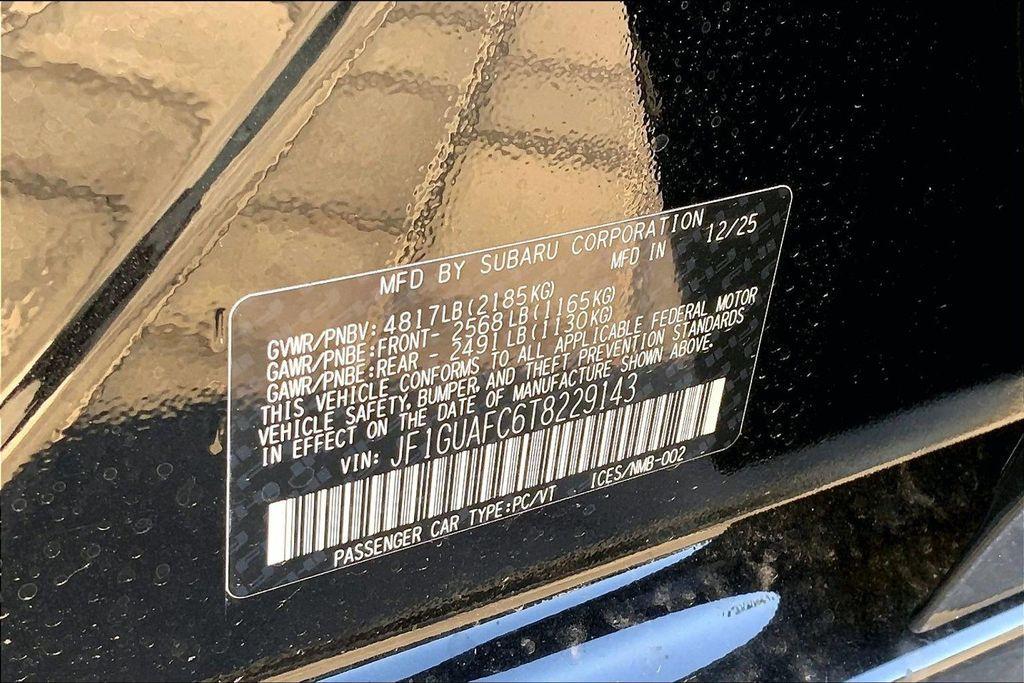 MFD BY SUBARU CORPORATION
MFD IN 12/25
GVWR/PNBV: 4817LB(2185KG)
GAWR/PNBE:FRONT- 2568LB(1165KG)
GAWR/PNBE:REAR - 2491LB(1130KG)
THIS VEHICLE CONFORMS TO ALL APPLICABLE FEDERAL MOTOR
VEHICLE SAFETY, BUMPER, AND THEFT PREVENTION STANDARDS
IN EFFECT ON THE DATE OF MANUFACTURE SHOWN ABOVE.
VIN: JF1GUAFC6T8229143
PASSENGER CAR TYPE:PC/VT ICES/NMB-002